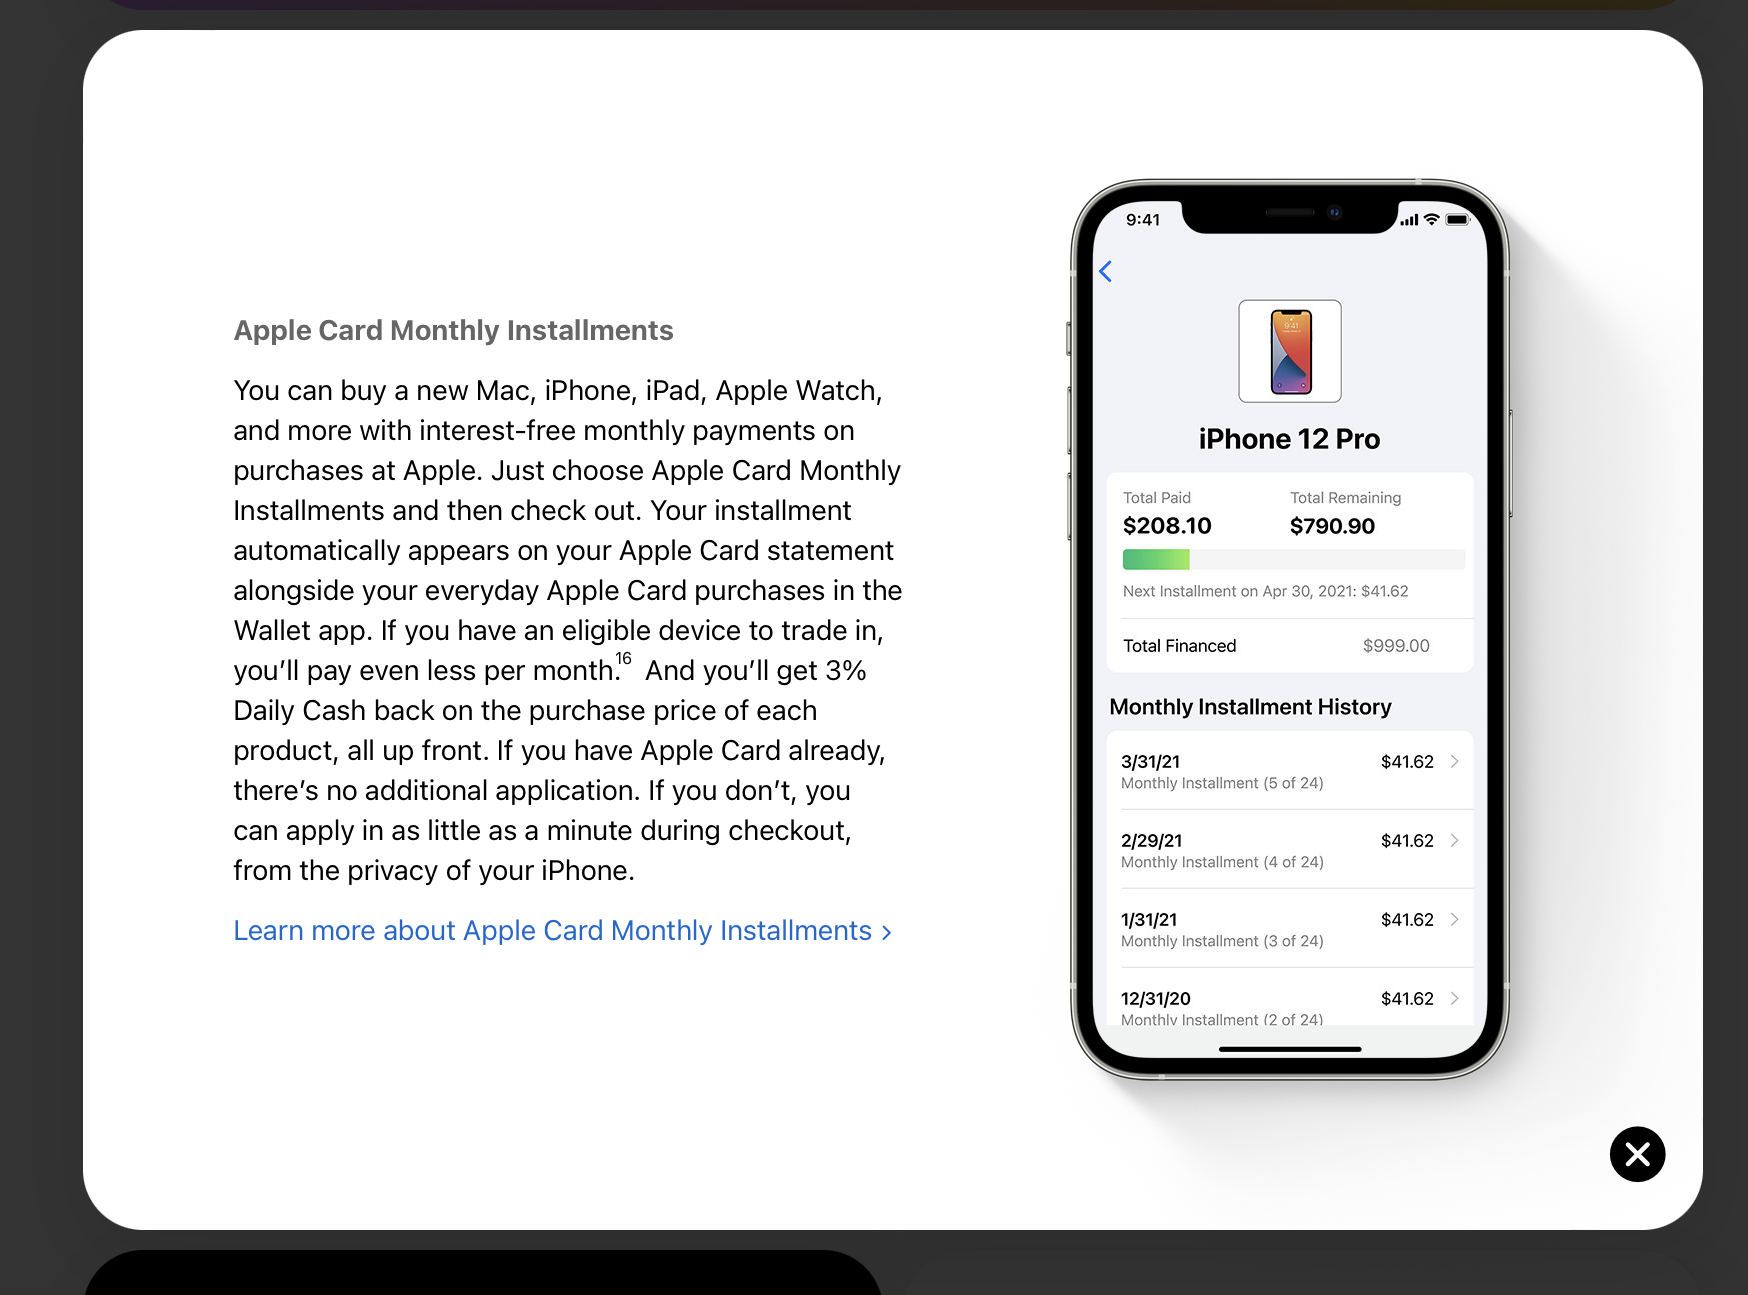 Apple Card Monthly Installments
You can buy a new Mac, iPhone, iPad, Apple Watch,
and more with interest-free monthly payments on
purchases at Apple. Just choose Apple Card Monthly
Installments and then check out. Your installment
automatically appears on your Apple Card statement
alongside your everyday Apple Card purchases in the
Wallet app. If you have an eligible device to trade in,
you’ll pay even less per month.16 And you’ll get 3%
Daily Cash back on the purchase price of each
product, all up front. If you have Apple Card already,
there’s no additional application. If you don’t, you
can apply in as little as a minute during checkout,
from the privacy of your iPhone.
Learn more about Apple Card Monthly Installments ›
9:41
9:41
iPhone 12 Pro
Total Paid Total Remaining
$208.10 $790.90
Next Installment on Apr 30, 2021: $41.62
Total Financed $999.00
Monthly Installment History
3/31/21 $41.62
Monthly Installment (5 of 24)
2/29/21 $41.62
Monthly Installment (4 of 24)
1/31/21 $41.62
Monthly Installment (3 of 24)
12/31/20 $41.62
Monthly Installment (2 of 24)